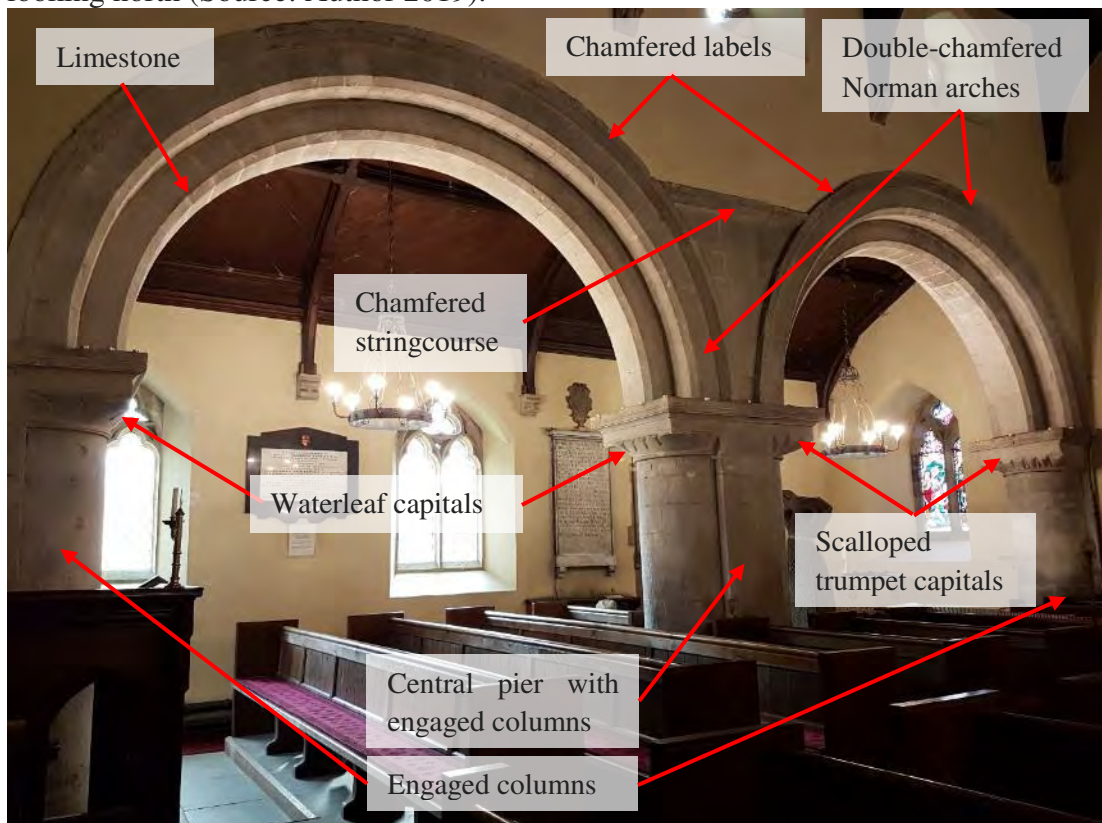 looking north (Source: Author 2019).
Limestone
Chamfered labels
Double-chamfered
Norman arches
Chamfered
stringcourse
Waterleaf capitals
Scalloped
trumpet capitals
Central pier with
engaged columns
Engaged columns